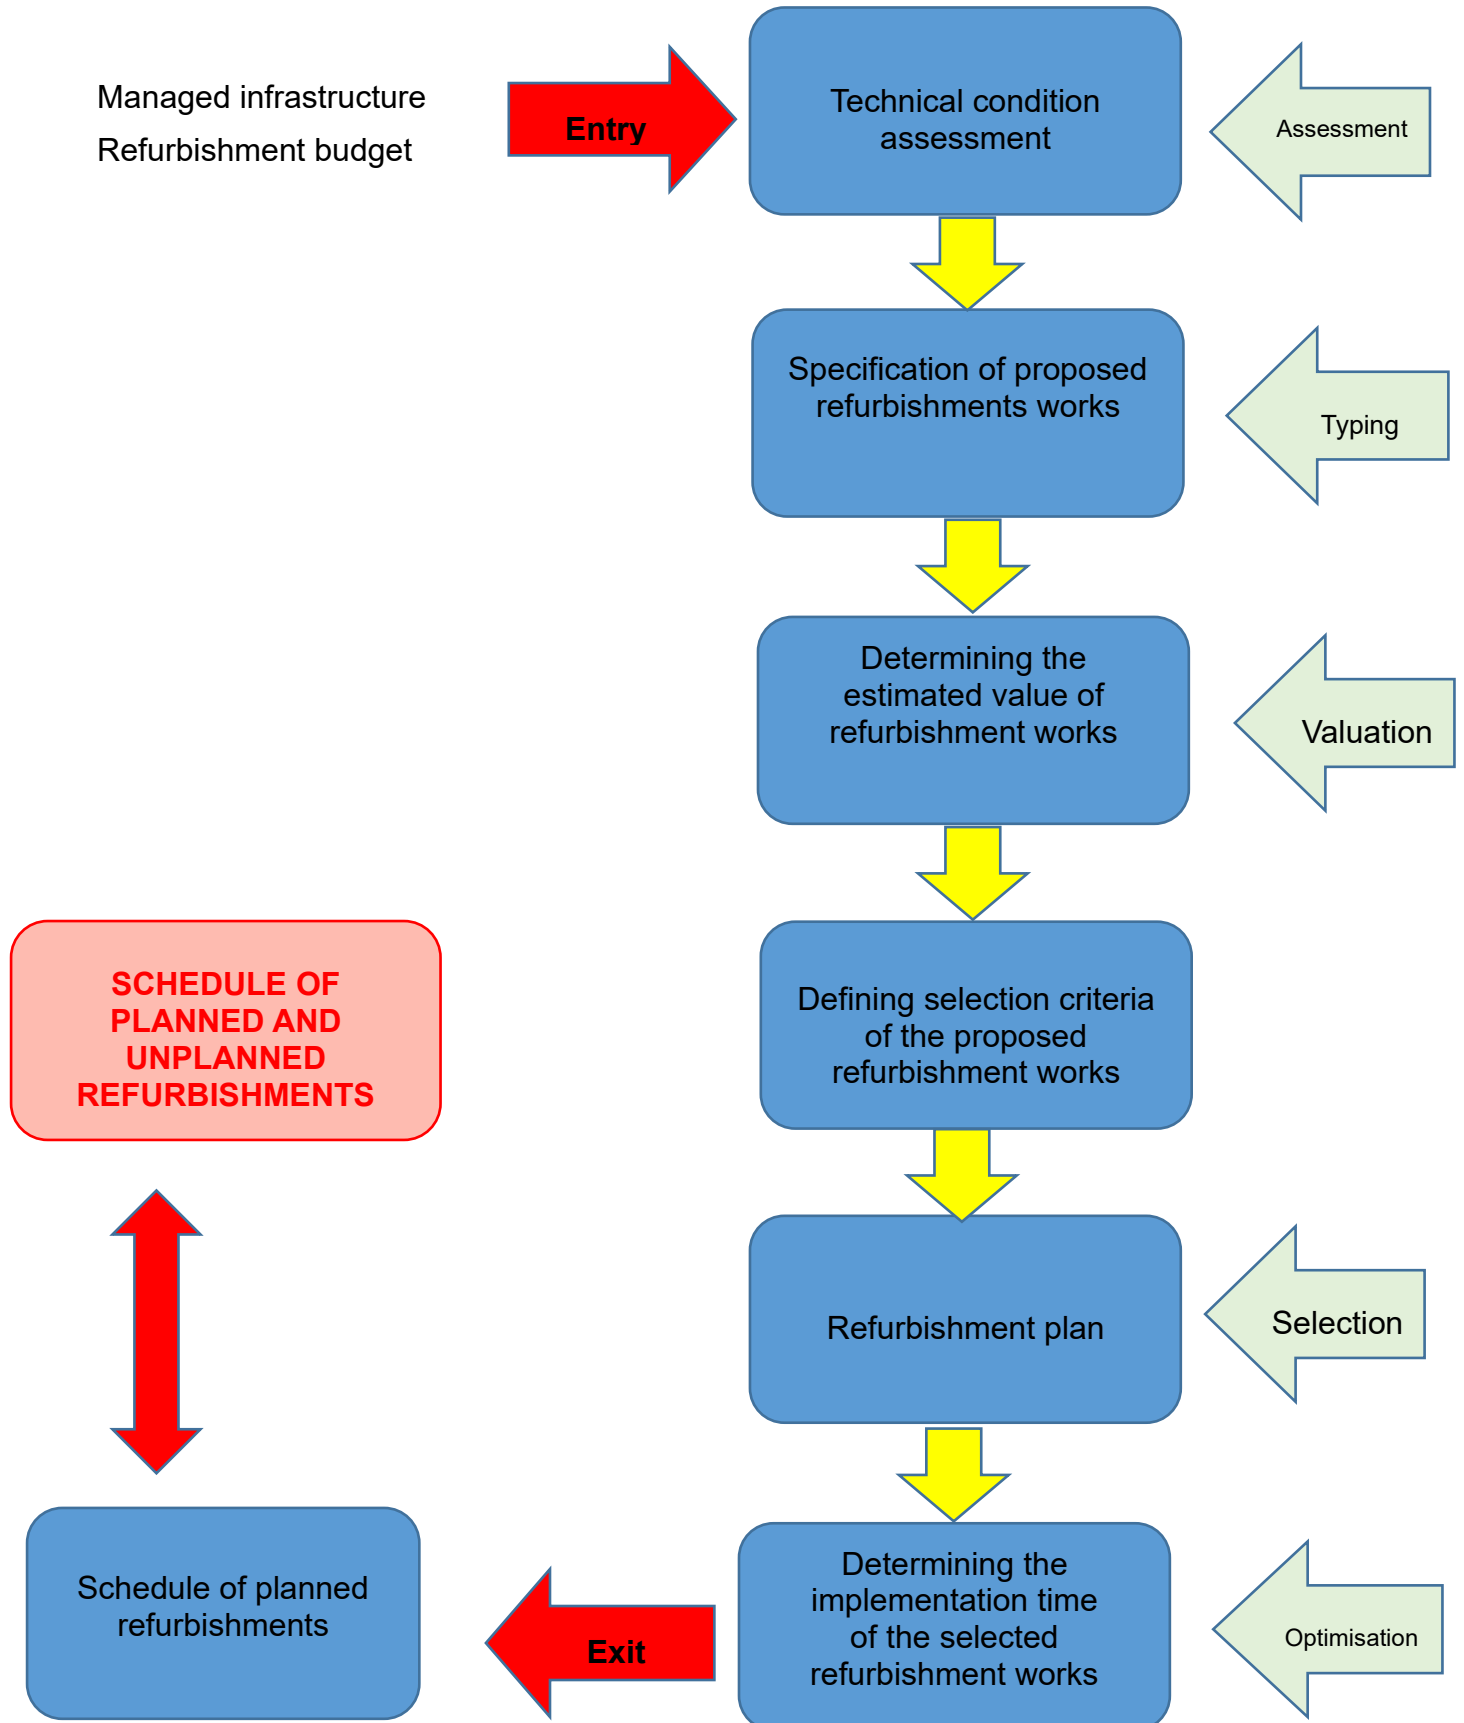 Managed infrastructure
Refurbishment budget
Entry
Technical condition
assessment
Assessment
Specification of proposed
refurbishments works
Typing
Determining the
estimated value of
refurbishment works
Valuation
SCHEDULE OF
PLANNED AND
UNPLANNED
REFURBISHMENTS
Defining selection criteria
of the proposed
refurbishment works
Refurbishment plan
Selection
Schedule of planned
refurbishments
Exit
Determining the
implementation time
of the selected
refurbishment works
Optimisation